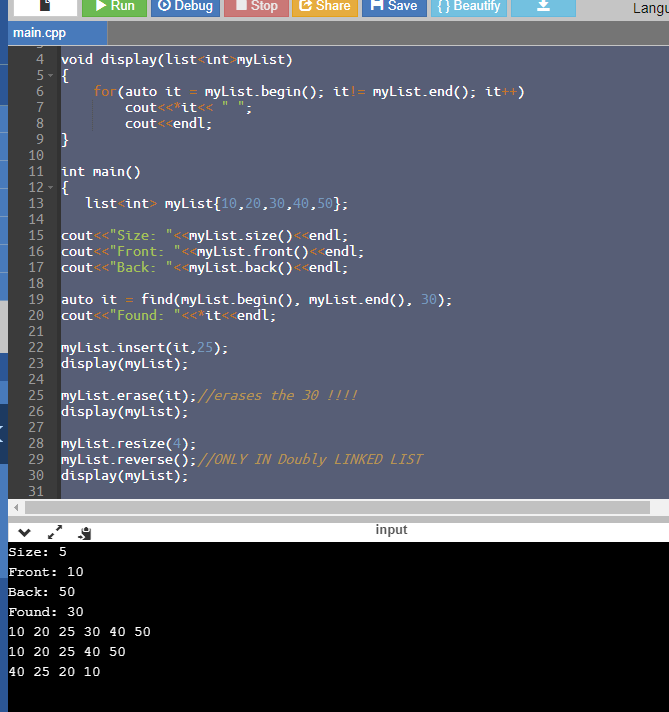 Run Debug Stop Share Save { } Beautify Langu
main.cpp
4 void display(list<int>myList)
5 {
6 for(auto it = myList.begin(); it!= myList.end(); it++)
7 cout<<*it<< " ";
8 cout<<endl;
9 }
10
11 int main()
12 {
13 list<int> myList{10,20,30,40,50};
14
15 cout<<"Size: "<<myList.size()<<endl;
16 cout<<"Front: "<<myList.front()<<endl;
17 cout<<"Back: "<<myList.back()<<endl;
18
19 auto it = find(myList.begin(), myList.end(), 30);
20 cout<<"Found: "<<*it<<endl;
21
22 myList.insert(it,25);
23 display(myList);
24
25 myList.erase(it);//erases the 30 !!!!
26 display(myList);
27
28 myList.resize(4);
29 myList.reverse();//ONLY IN Doubly LINKED LIST
30 display(myList);
31
input
Size: 5
Front: 10
Back: 50
Found: 30
10 20 25 30 40 50
10 20 25 40 50
40 25 20 10